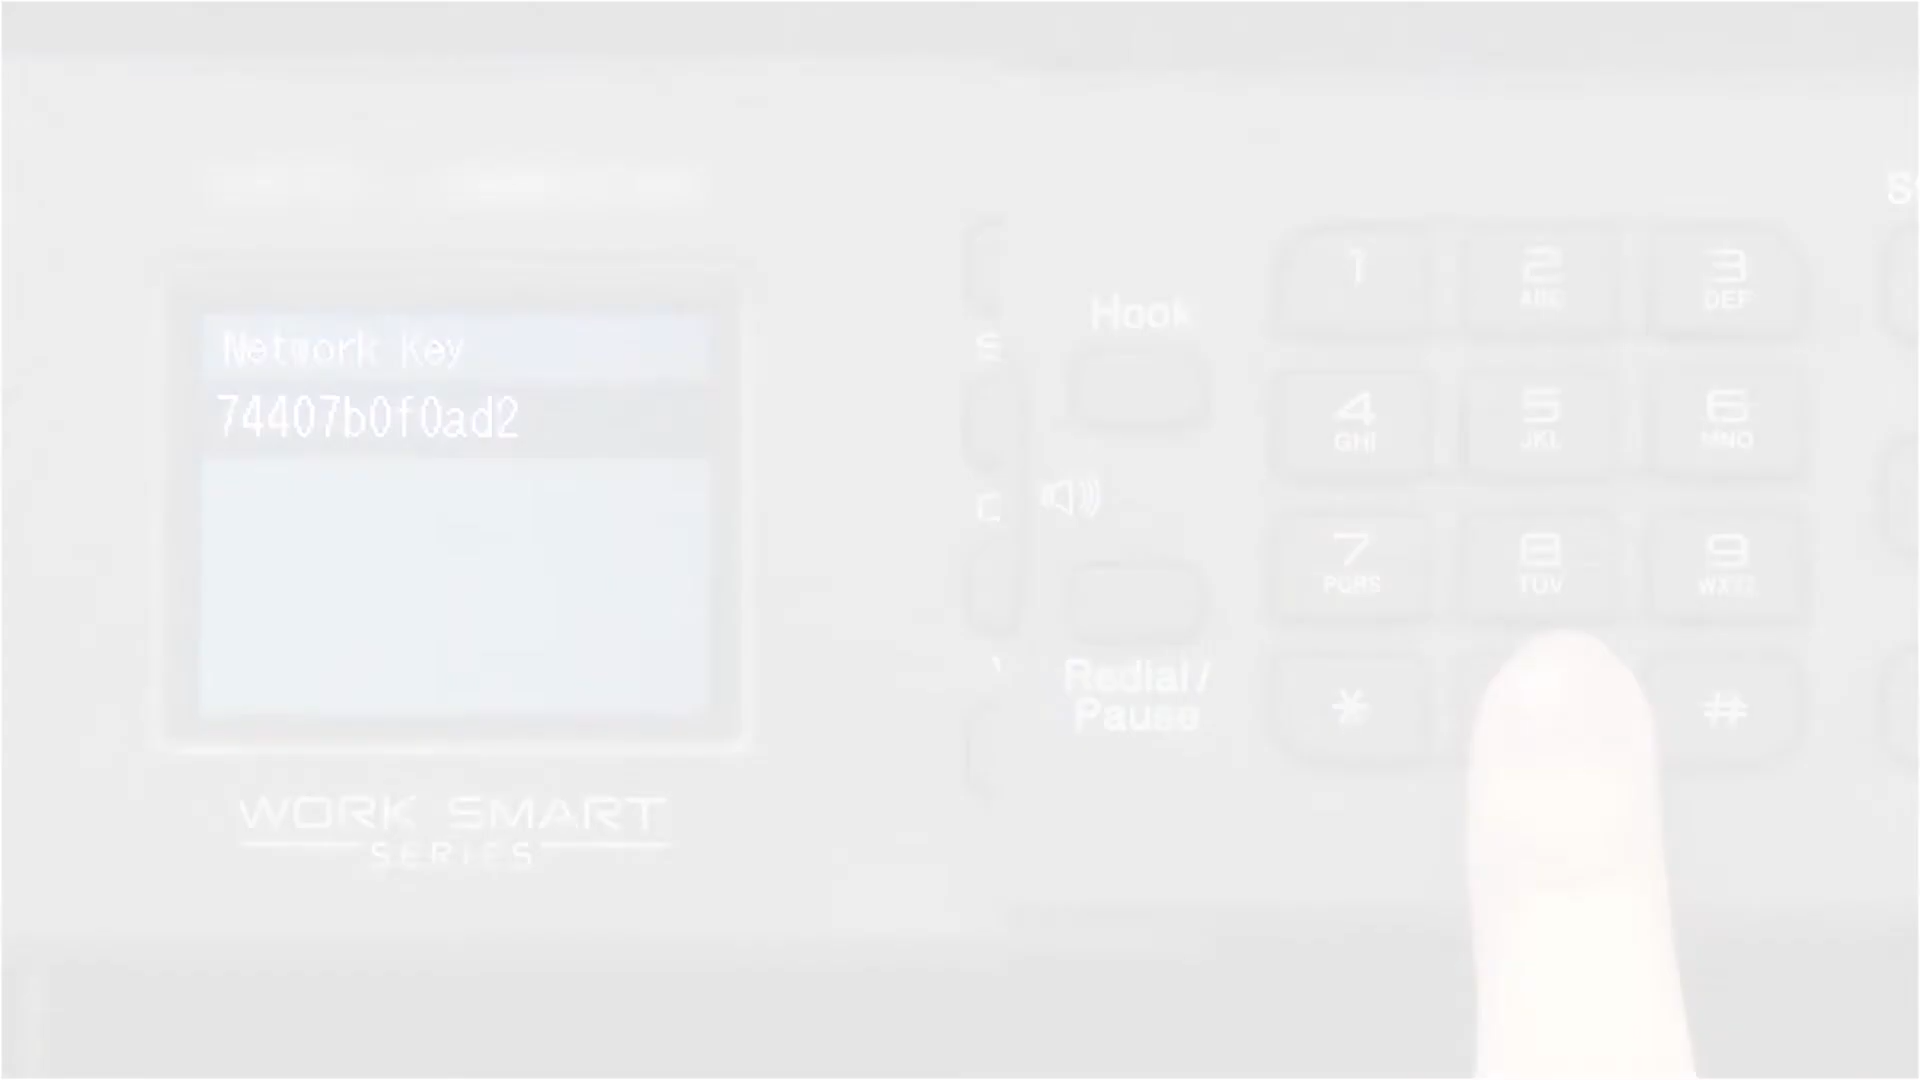 Network Key
74407b0f0ad2
WORK SMART
SERIES
Hook
Redial/
Pause
1
2
ABC
3
DEF
4
GHI
5
JKL
6
MNO
7
PQRS
8
TUV
9
WXYZ
*
#